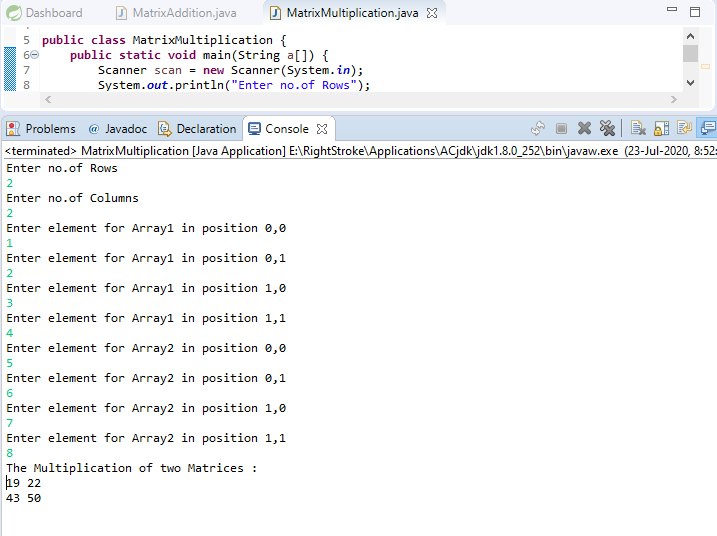 Dashboard MatrixAddition.java MatrixMultiplication.java
5 public class MatrixMultiplication {
6 public static void main(String a[]) {
7 Scanner scan = new Scanner(System.in);
8 System.out.println("Enter no.of Rows");
Problems @ Javadoc Declaration Console
<terminated> MatrixMultiplication [Java Application] E:\RightStroke\Applications\ACjdk\jdk1.8.0_252\bin\javaw.exe (23-Jul-2020, 8:52:
Enter no.of Rows
2
Enter no.of Columns
2
Enter element for Array1 in position 0,0
1
Enter element for Array1 in position 0,1
2
Enter element for Array1 in position 1,0
3
Enter element for Array1 in position 1,1
4
Enter element for Array2 in position 0,0
5
Enter element for Array2 in position 0,1
6
Enter element for Array2 in position 1,0
7
Enter element for Array2 in position 1,1
8
The Multiplication of two Matrices :
19 22
43 50